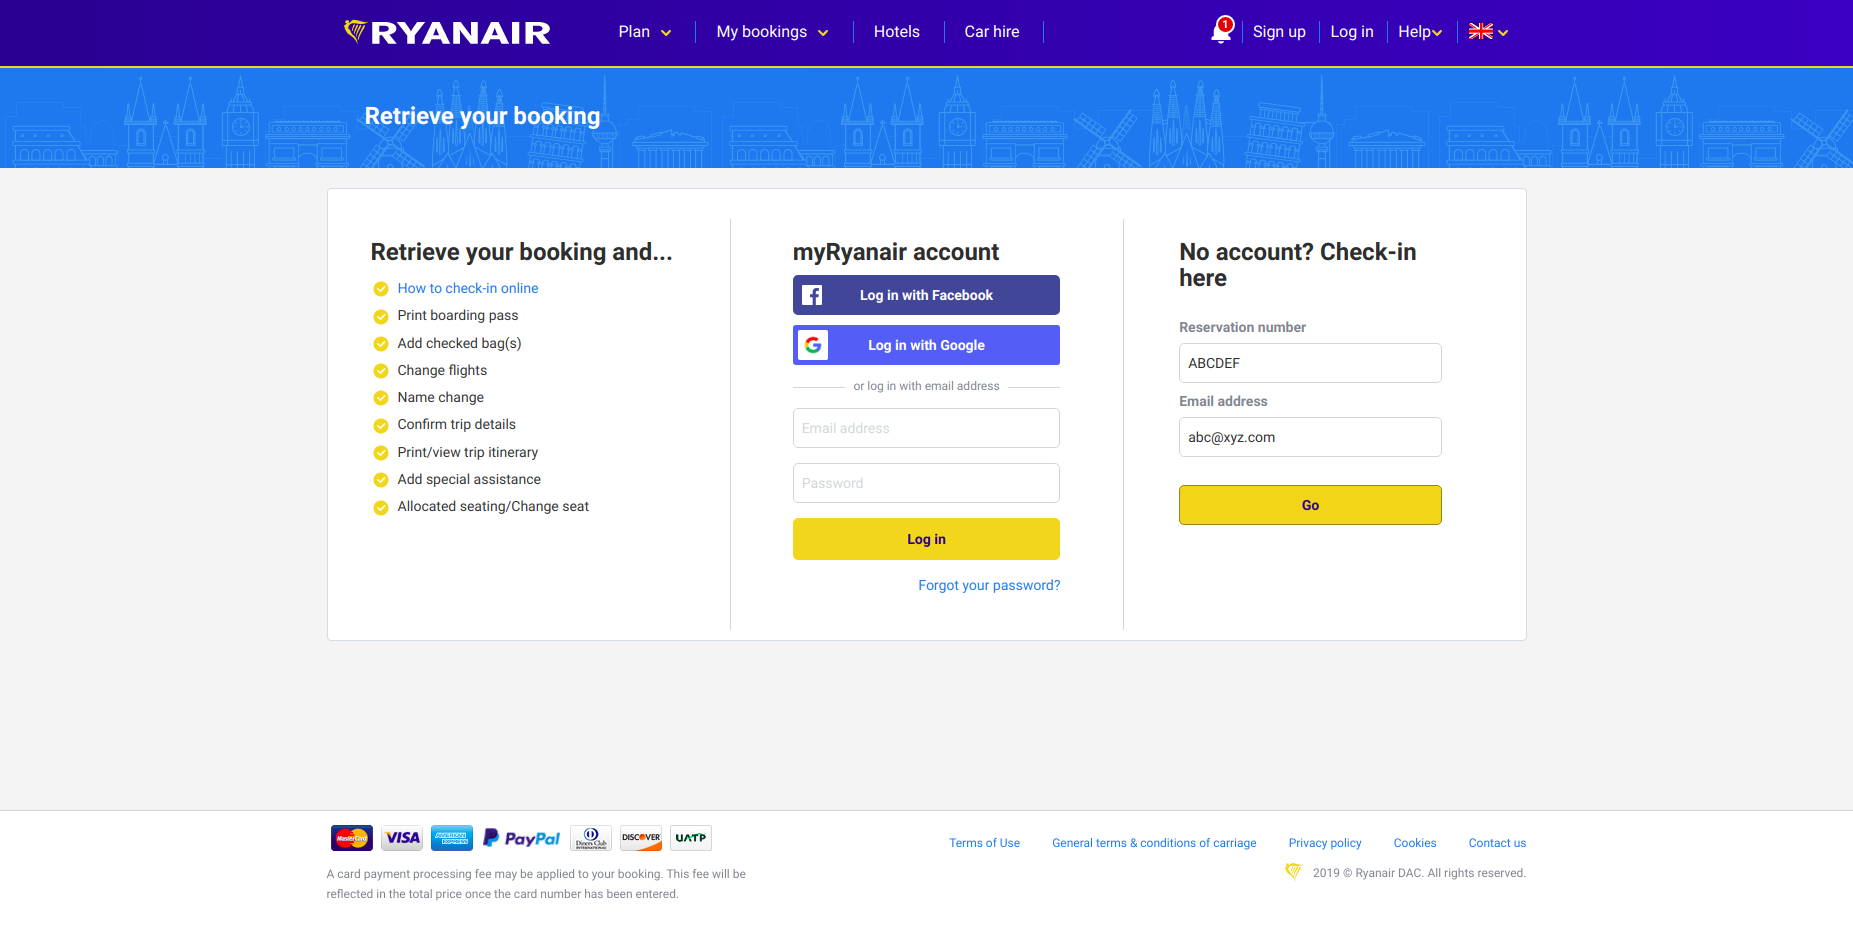 RYANAIR
Plan
My bookings
Hotels
Car hire
1
Sign up
Log in
Help
Retrieve your booking
Retrieve your booking and...
How to check-in online
Print boarding pass
Add checked bag(s)
Change flights
Name change
Confirm trip details
Print/view trip itinerary
Add special assistance
Allocated seating/Change seat
myRyanair account
Log in with Facebook
G
Log in with Google
or log in with email address
Email address
Password
Log in
Forgot your password?
No account? Check-in
here
Reservation number
ABCDEF
Email address
abc@xyz.com
Go
MasterCard
VISA
AMERICAN
EXPRESS
PayPal
Diners Club
INTERNATIONAL
DISCOVER
UATP
A card payment processing fee may be applied to your booking. This fee will be
reflected in the total price once the card number has been entered.
Terms of Use
General terms & conditions of carriage
Privacy policy
Cookies
Contact us
2019 © Ryanair DAC. All rights reserved.